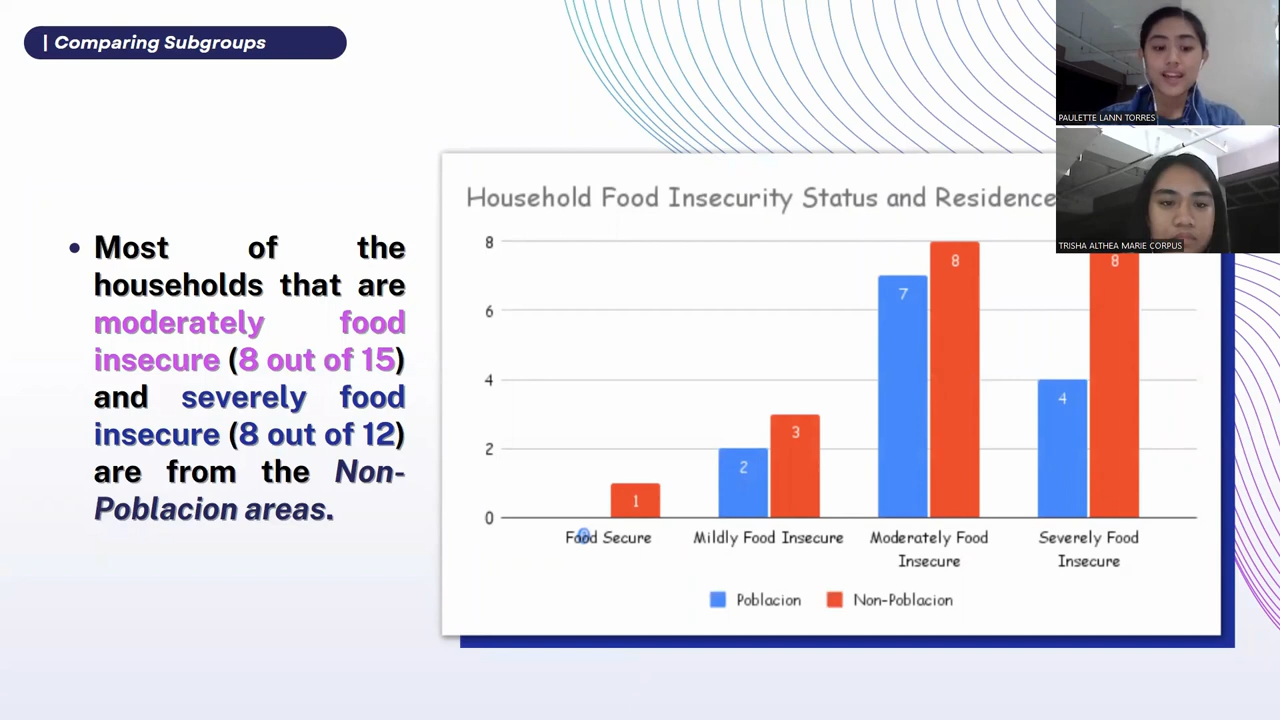 | Comparing Subgroups
PAULETTE LANN TORRES
TRISHA ALTHEA MARIE CORPUS
• Most of the
households that are
moderately food
insecure (8 out of 15)
and severely food
insecure (8 out of 12)
are from the Non-
Poblacion areas.
Household Food Insecurity Status and Residence
8
6
4
2
0
0
1
2
3
7
8
4
8
Food Secure
Mildly Food Insecure
Moderately Food
Insecure
Severely Food
Insecure
Poblacion
Non-Poblacion